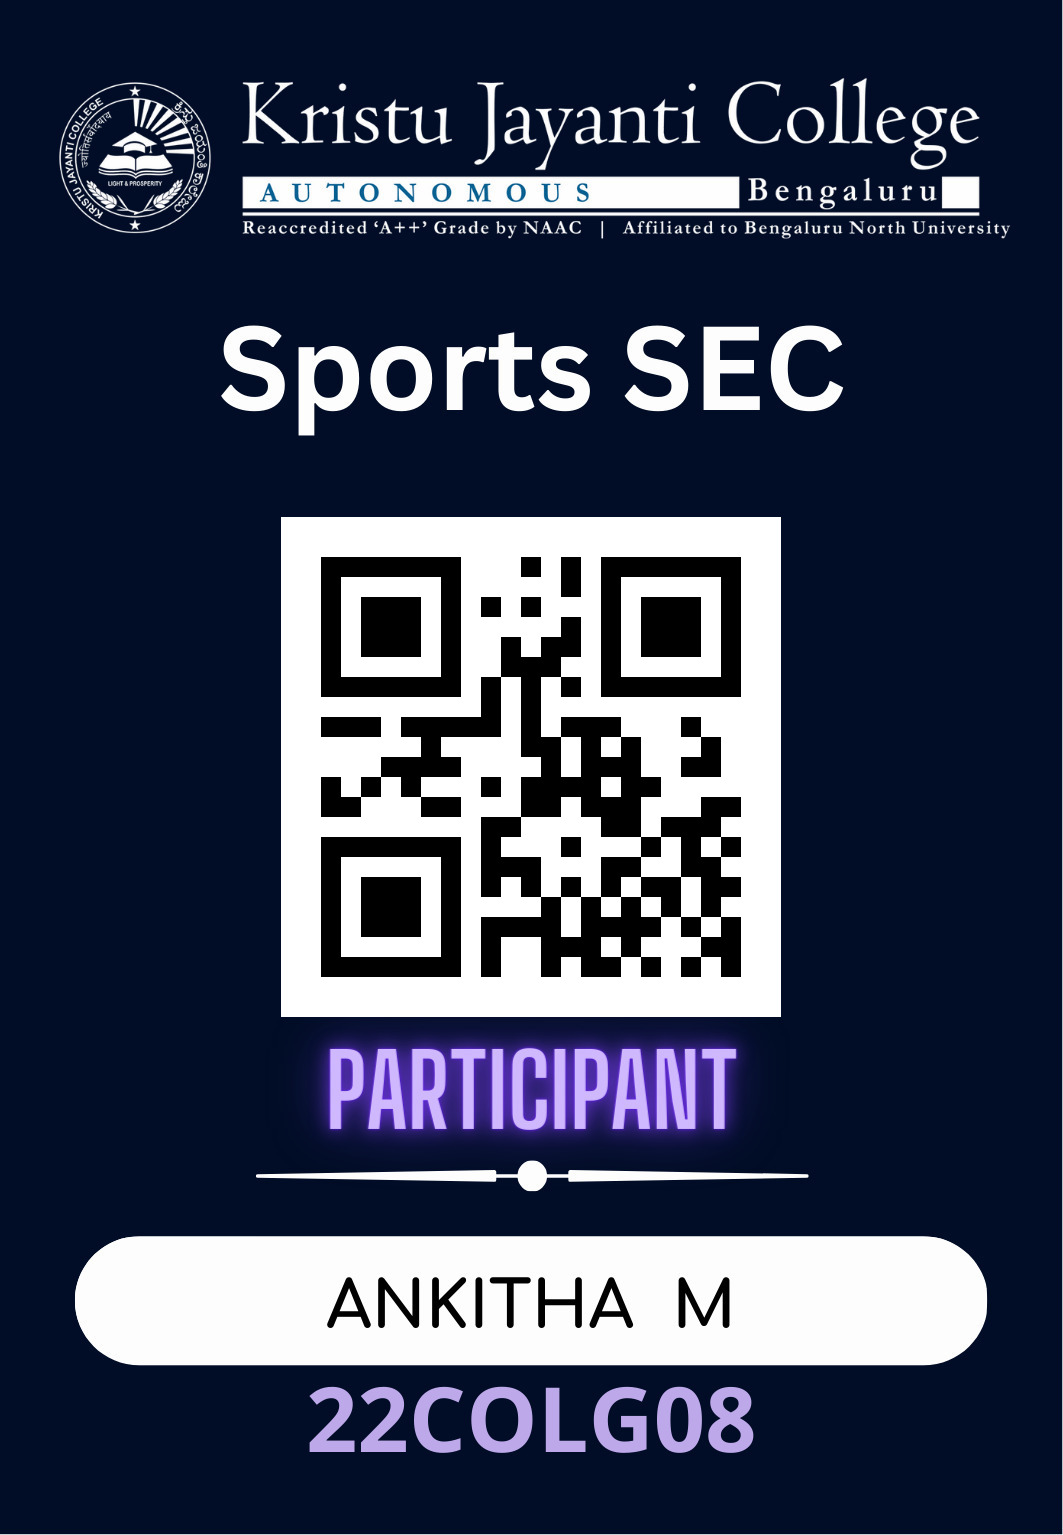 KRISTU JAYANTI COLLEGE
ಕ್ರಿಸ್ತು ಜಯಂತಿ ಕಾಲೇಜು
LIGHT & PROSPERITY
Kristu Jayanti College
AUTONOMOUS Bengaluru
Reaccredited ‘A++’ Grade by NAAC | Affiliated to Bengaluru North University
Sports SEC
PARTICIPANT
ANKITHA M
22COLG08